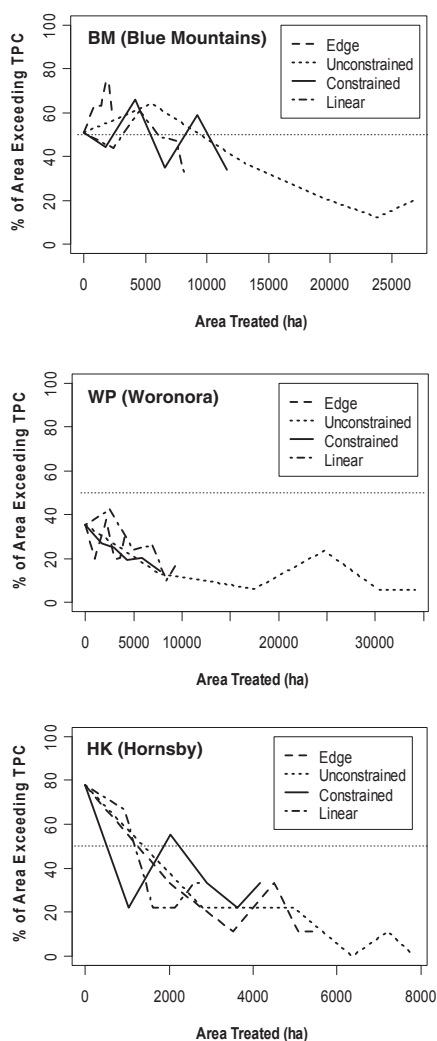 BM (Blue Mountains)
Edge
Unconstrained
Constrained
Linear
% of Area Exceeding TPC
100
80
60
40
20
0
0 5000 10000 15000 20000 25000
Area Treated (ha)
WP (Woronora)
Edge
Unconstrained
Constrained
Linear
% of Area Exceeding TPC
100
80
60
40
20
0
0 5000 10000 20000 30000
Area Treated (ha)
HK (Hornsby)
Edge
Unconstrained
Constrained
Linear
% of Area Exceeding TPC
100
80
60
40
20
0
0 2000 4000 6000 8000
Area Treated (ha)